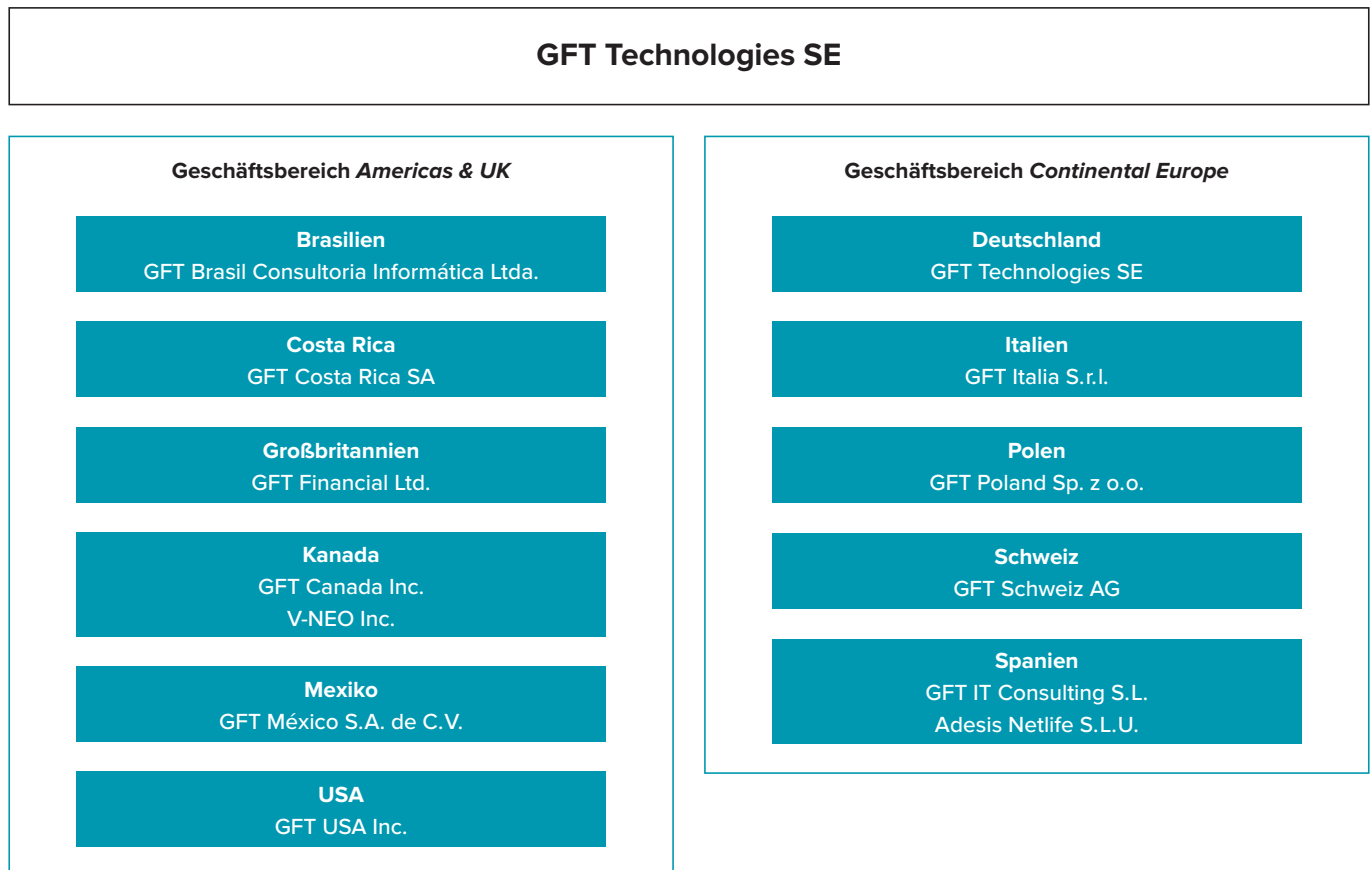 GFT Technologies SE
Geschäftsbereich Americas & UK
Brasilien
GFT Brasil Consultoria Informática Ltda.
Costa Rica
GFT Costa Rica SA
Großbritannien
GFT Financial Ltd.
Kanada
GFT Canada Inc.
V-NEO Inc.
Mexiko
GFT México S.A. de C.V.
USA
GFT USA Inc.
Geschäftsbereich Continental Europe
Deutschland
GFT Technologies SE
Italien
GFT Italia S.r.l.
Polen
GFT Poland Sp. z o.o.
Schweiz
GFT Schweiz AG
Spanien
GFT IT Consulting S.L.
Adesis Netlife S.L.U.